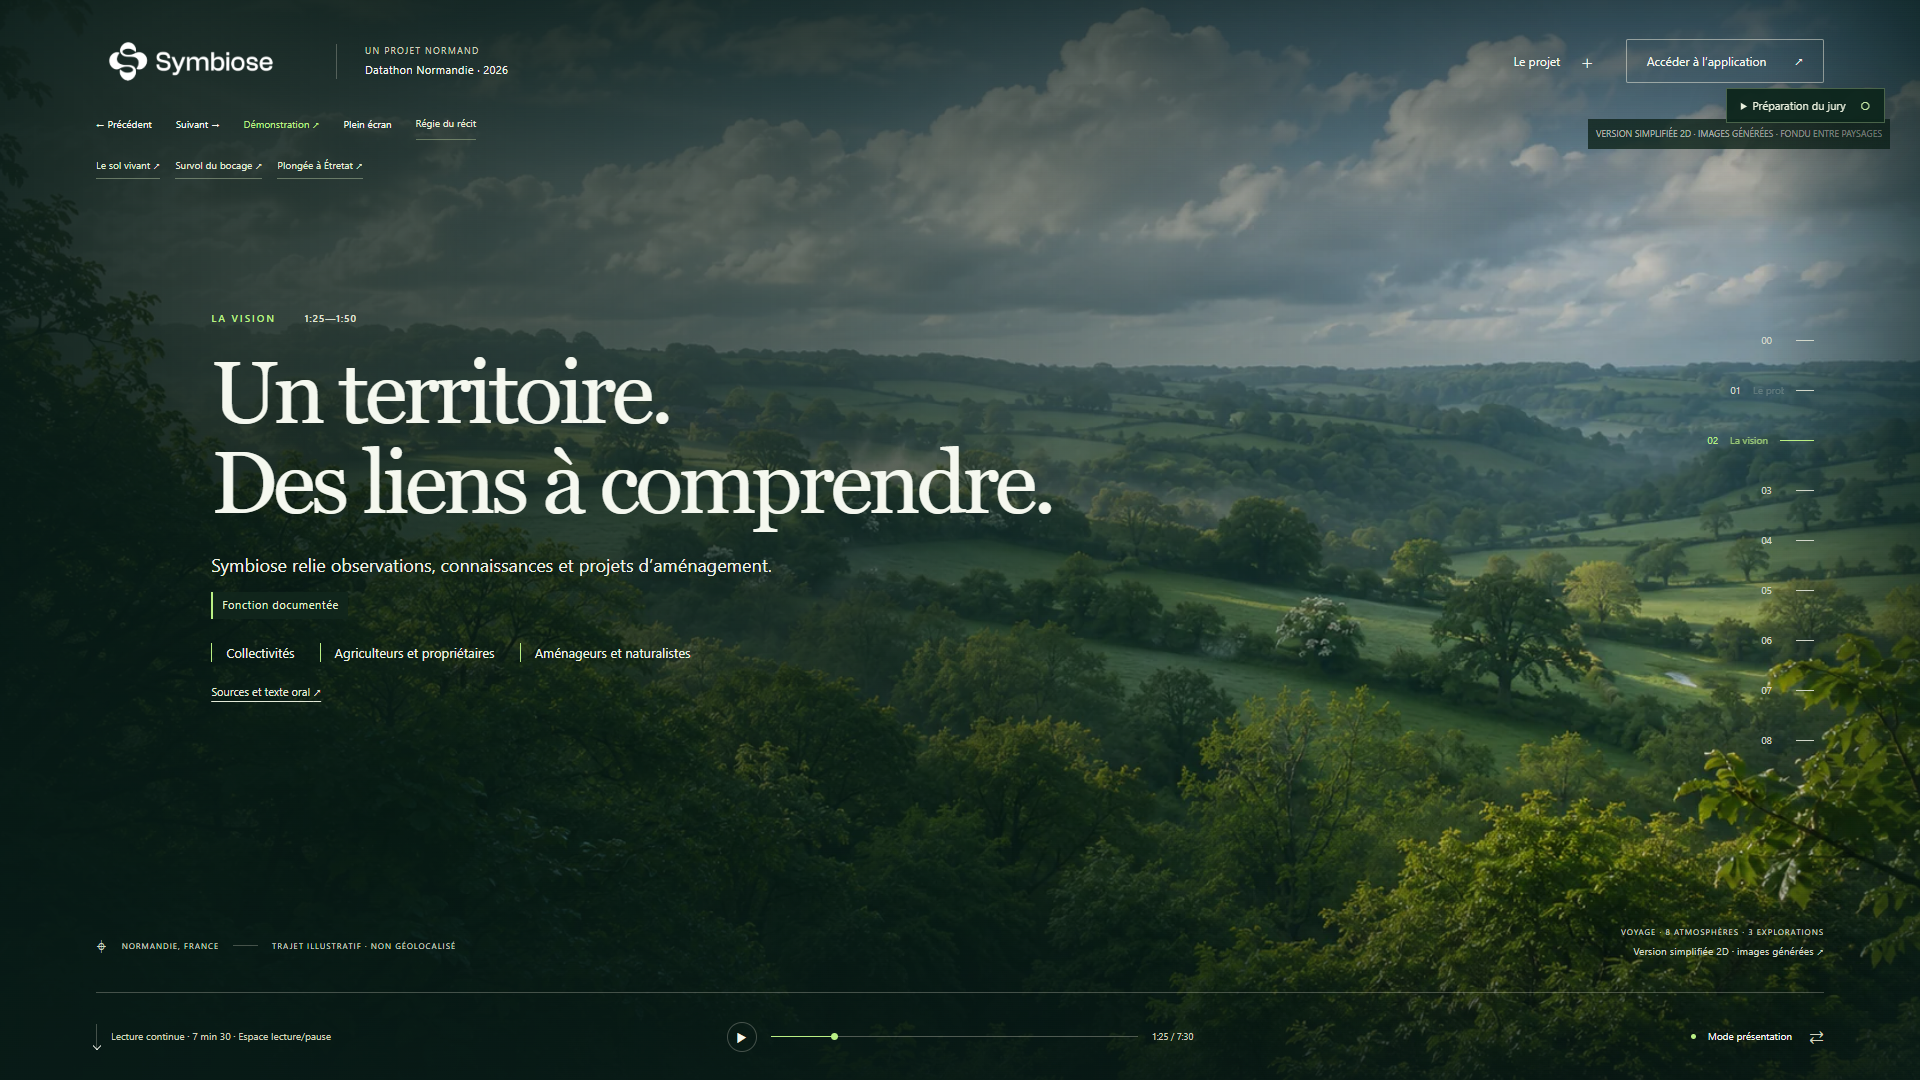 Symbiose
UN PROJET NORMAND
Datathon Normandie · 2026
Le projet +
Accéder à l'application ↗
▶ Préparation du jury
VERSION SIMPLIFIÉE 2D · IMAGES GÉNÉRÉES · FONDU ENTRE PAYSAGES
← Précédent Suivant → Démonstration ↗ Plein écran Régie du récit
Le sol vivant ↗ Survol du bocage ↗ Plongée à Étretat ↗
LA VISION 1:25—1:50
Un territoire.
Des liens à comprendre.
Symbiose relie observations, connaissances et projets d’aménagement.
Fonction documentée
Collectivités Agriculteurs et propriétaires Aménageurs et naturalistes
Sources et texte oral ↗
00
01 Le prot
02 La vision
03
04
05
06
07
08
NORMANDIE, FRANCE TRAJET ILLUSTRATIF · NON GÉOLOCALISÉ
VOYAGE · 8 ATMOSPHÈRES · 3 EXPLORATIONS
Version simplifiée 2D · images générées ↗
Lecture continue · 7 min 30 · Espace lecture/pause
1:25 / 7:30
Mode présentation